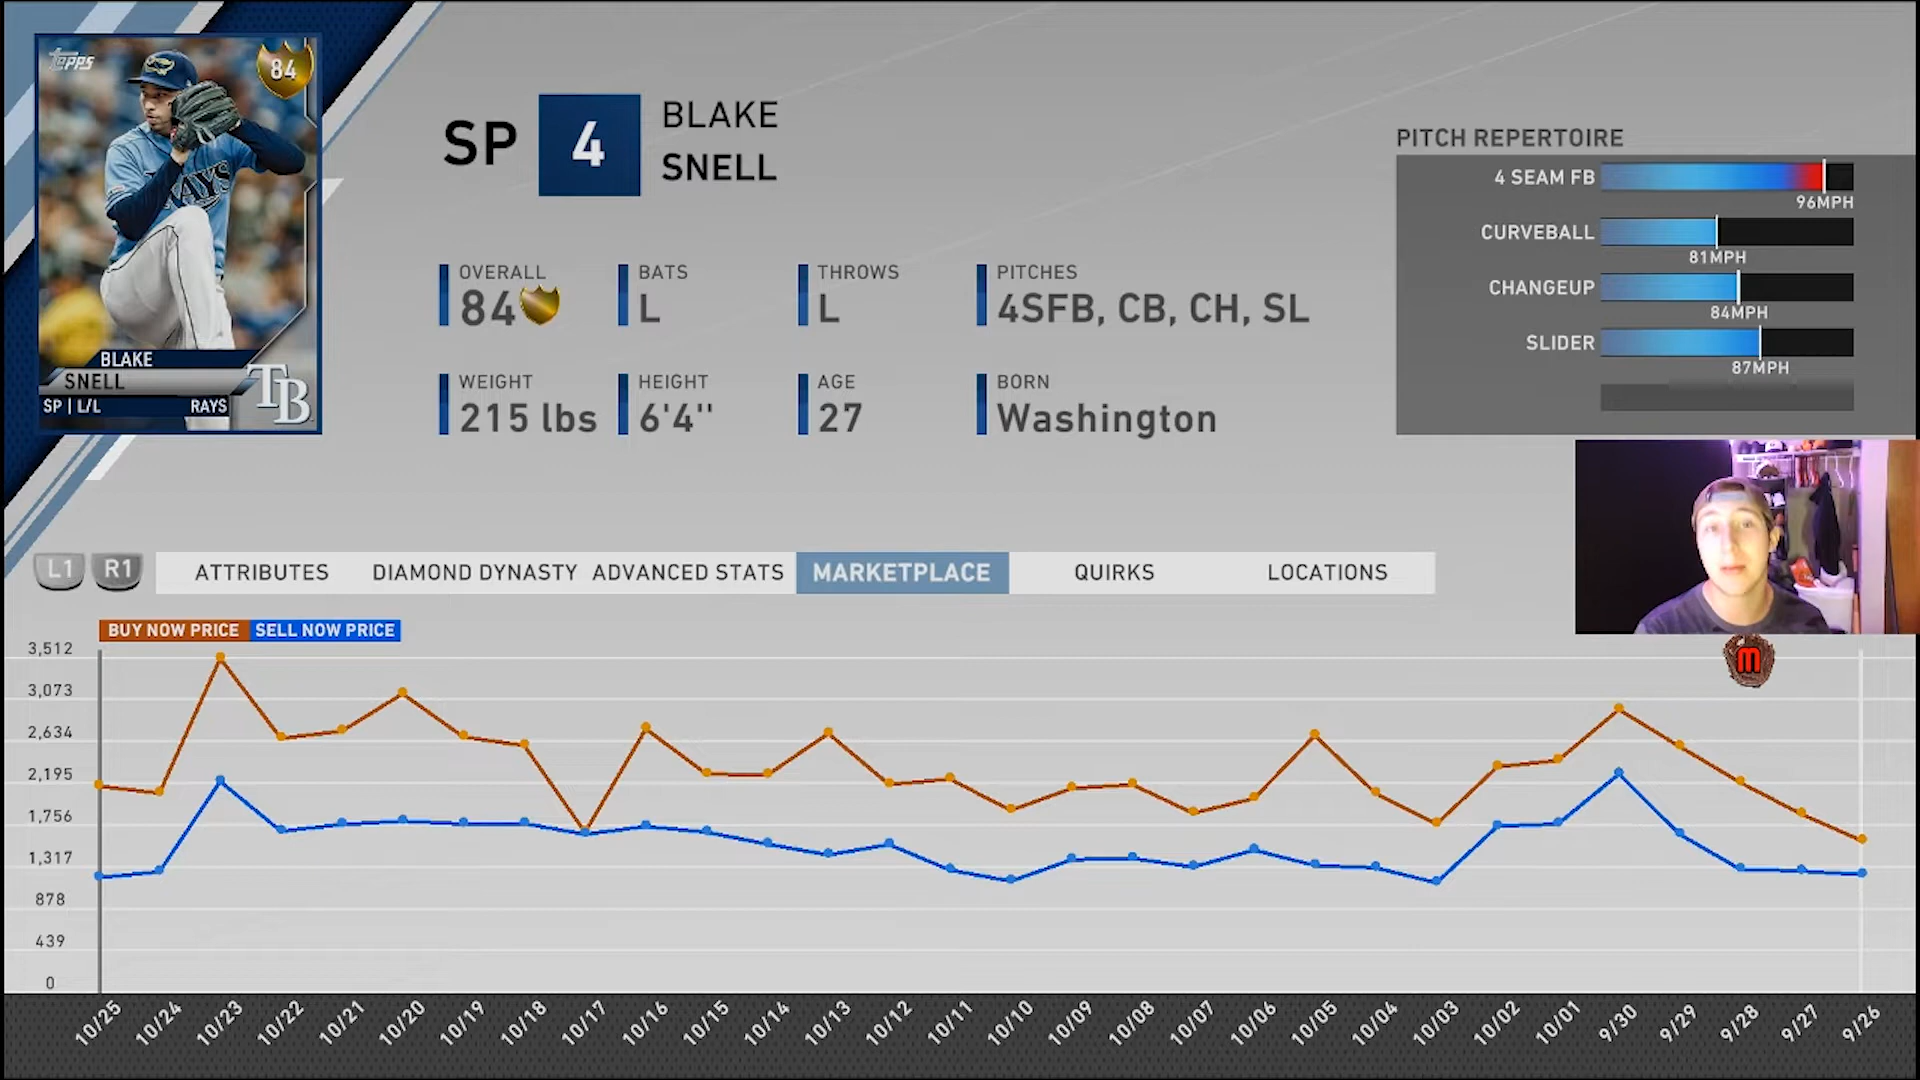 Topps
84
BLAKE
SNELL
SP | L/L RAYS
TB
SP 4 BLAKE
SNELL
OVERALL
84
BATS
L
THROWS
L
PITCHES
4SFB, CB, CH, SL
WEIGHT
215 lbs
HEIGHT
6'4''
AGE
27
BORN
Washington
PITCH REPERTOIRE
4 SEAM FB
96MPH
CURVEBALL
81MPH
CHANGEUP
84MPH
SLIDER
87MPH
L1 R1 ATTRIBUTES DIAMOND DYNASTY ADVANCED STATS MARKETPLACE QUIRKS LOCATIONS
BUY NOW PRICE SELL NOW PRICE
M
3,512
3,073
2,634
2,195
1,756
1,317
878
439
0
10/25 10/24 10/23 10/22 10/21 10/20 10/19 10/18 10/17 10/16 10/15 10/14 10/13 10/12 10/11 10/10 10/09 10/08 10/07 10/06 10/05 10/04 10/03 10/02 10/01 9/30 9/29 9/28 9/27 9/26